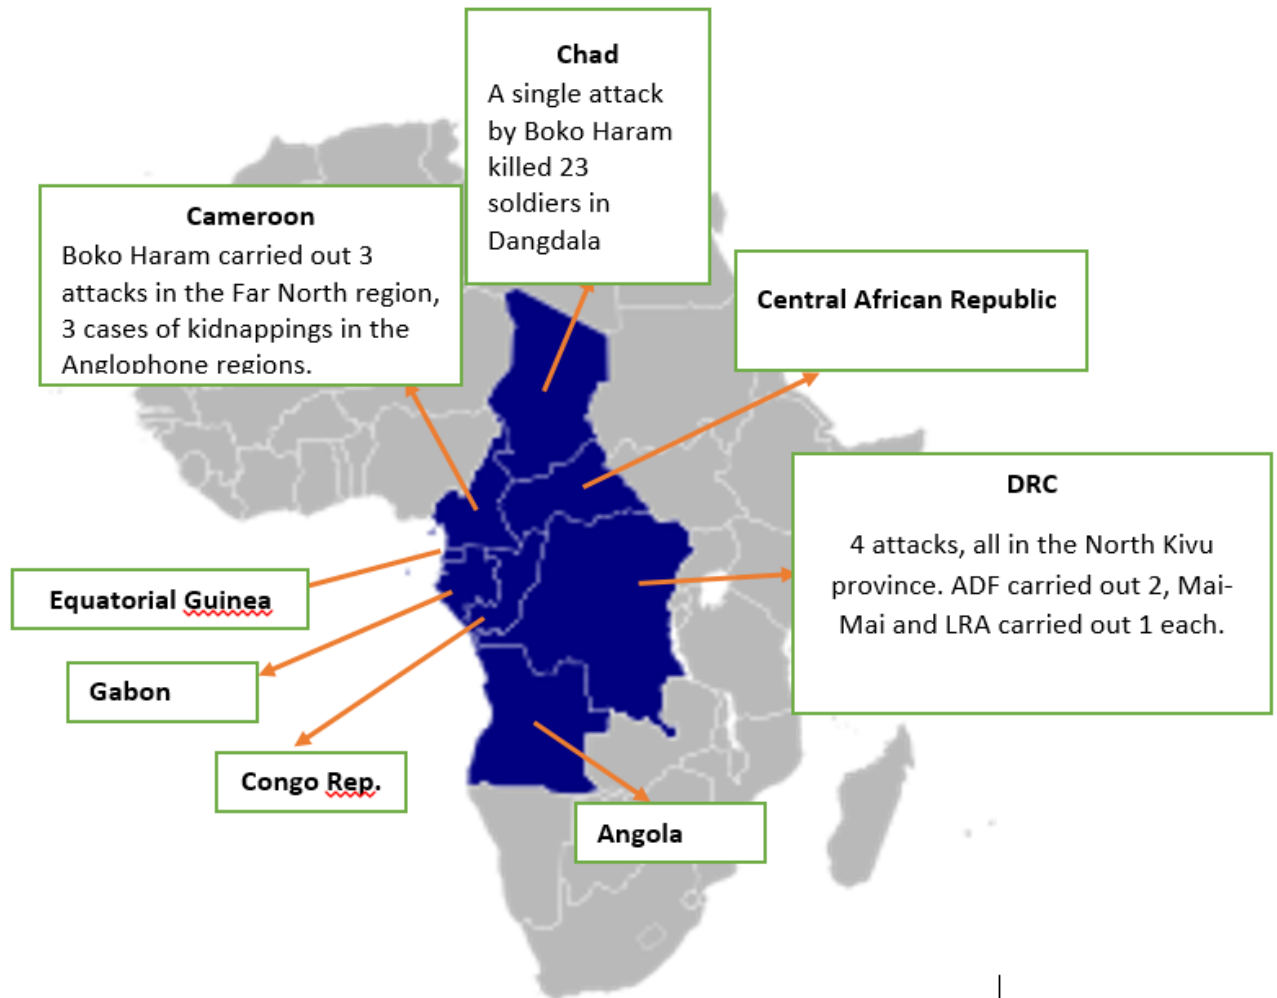 Chad
A single attack
by Boko Haram
killed 23
soldiers in
Dangdala
Cameroon
Boko Haram carried out 3
attacks in the Far North region,
3 cases of kidnappings in the
Anglophone regions.
Central African Republic
DRC
4 attacks, all in the North Kivu
province. ADF carried out 2, Mai-
Mai and LRA carried out 1 each.
Equatorial Guinea
Gabon
Congo Rep.
Angola